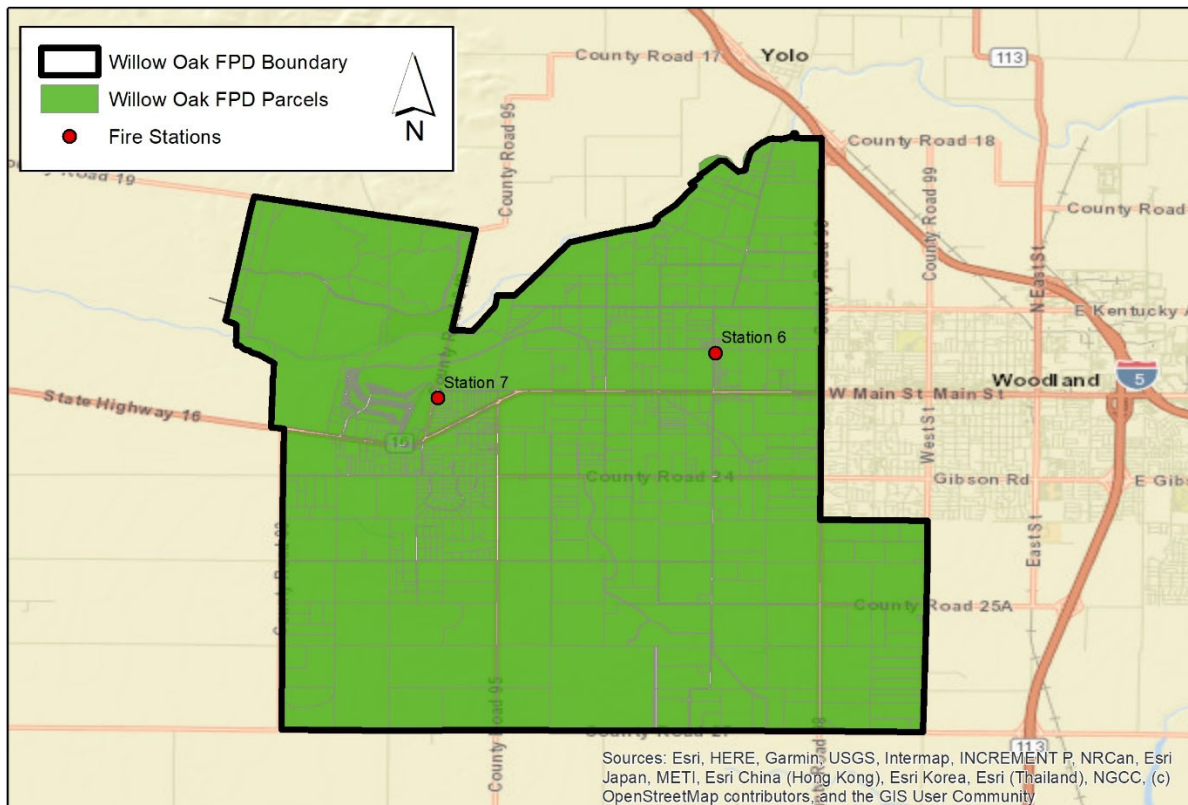 Willow Oak FPD Boundary
Willow Oak FPD Parcels
Fire Stations
N
County Road 17
Yolo
113
County Road 95
County Road 18
Road 19
County Road 99
County Road
N East St
E Kentucky A
Station 6
Station 7
Woodland
5
State Highway 16
16
W Main St Main St
West St
County Road 24
Gibson Rd
E Gibs
East St
County Road 25A
County Road 95
113
Sources: Esri, HERE, Garmin, USGS, Intermap, INCREMENT P, NRCan, Esri
Japan, METI, Esri China (Hong Kong), Esri Korea, Esri (Thailand), NGCC, (c)
OpenStreetMap contributors, and the GIS User Community